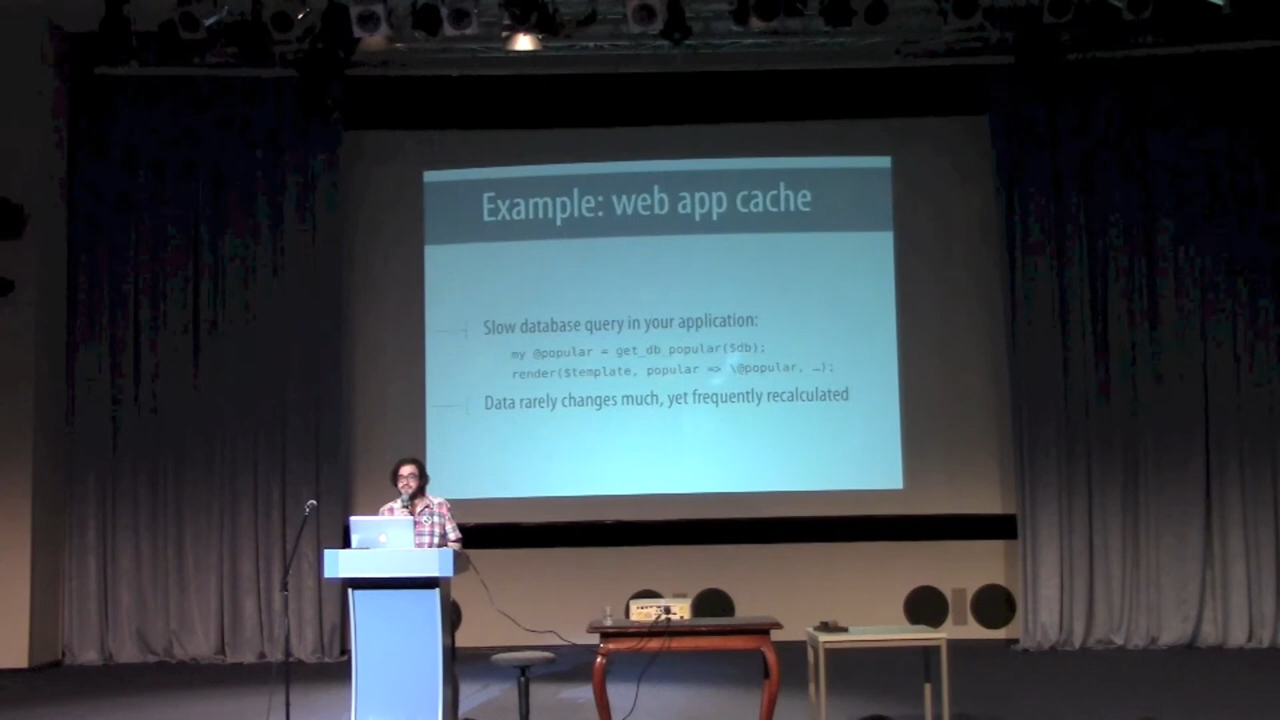 Example: web app cache
Slow database query in your application:
my @popular = get_db_popular($db);
render($template, popular => \@popular, …);
Data rarely changes much, yet frequently recalculated